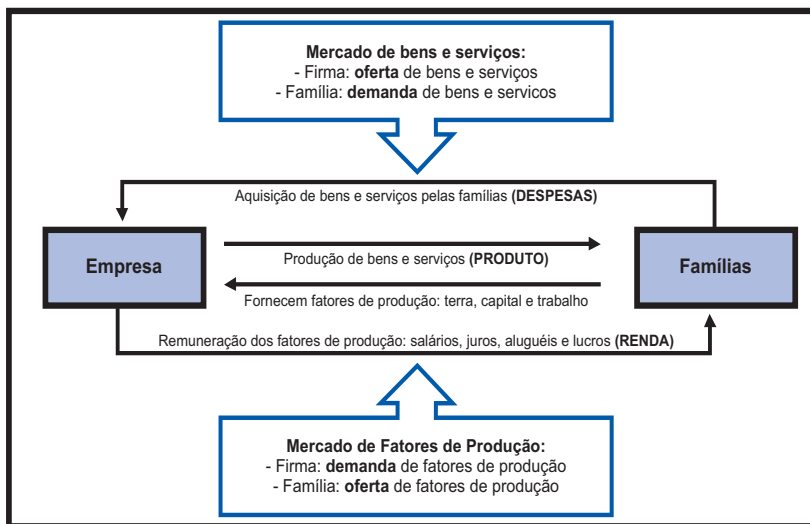 Mercado de bens e serviços:
- Firma: oferta de bens e serviços
- Família: demanda de bens e servicos
Aquisição de bens e serviços pelas famílias (DESPESAS)
Empresa
Produção de bens e serviços (PRODUTO)
Famílias
Fornecem fatores de produção: terra, capital e trabalho
Remuneração dos fatores de produção: salários, juros, aluguéis e lucros (RENDA)
Mercado de Fatores de Produção:
- Firma: demanda de fatores de produção
- Família: oferta de fatores de produção